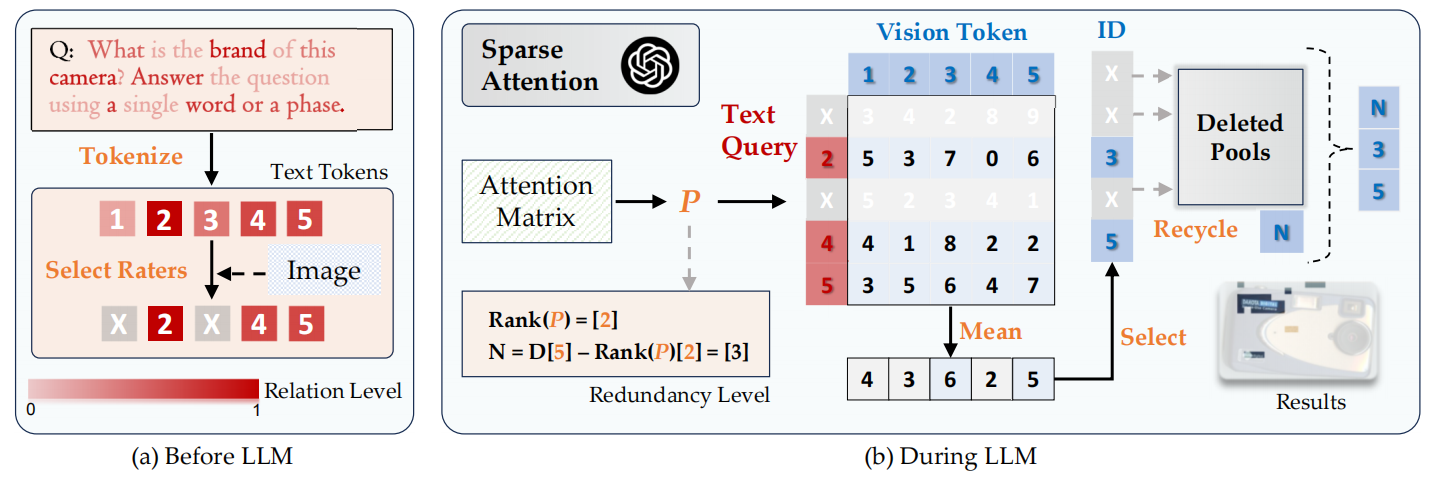 Q: What is the brand of this
camera? Answer the question
using a single word or a phase.
Tokenize
Text Tokens
1 2 3 4 5
Select Raters
Image
X 2 X 4 5
0 1
Relation Level
(a) Before LLM
Sparse
Attention
Attention
Matrix
P
Rank(P) = [2]
N = D[5] – Rank(P)[2] = [3]
Redundancy Level
Vision Token
1 2 3 4 5
Text
Query
X 3 4 2 8 9
2 5 3 7 0 6
X 5 2 3 4 1
4 4 1 8 2 2
5 3 5 6 4 7
Mean
4 3 6 2 5
Select
ID
X
X
3
X
5
Deleted
Pools
Recycle
N
N
3
5
Results
(b) During LLM